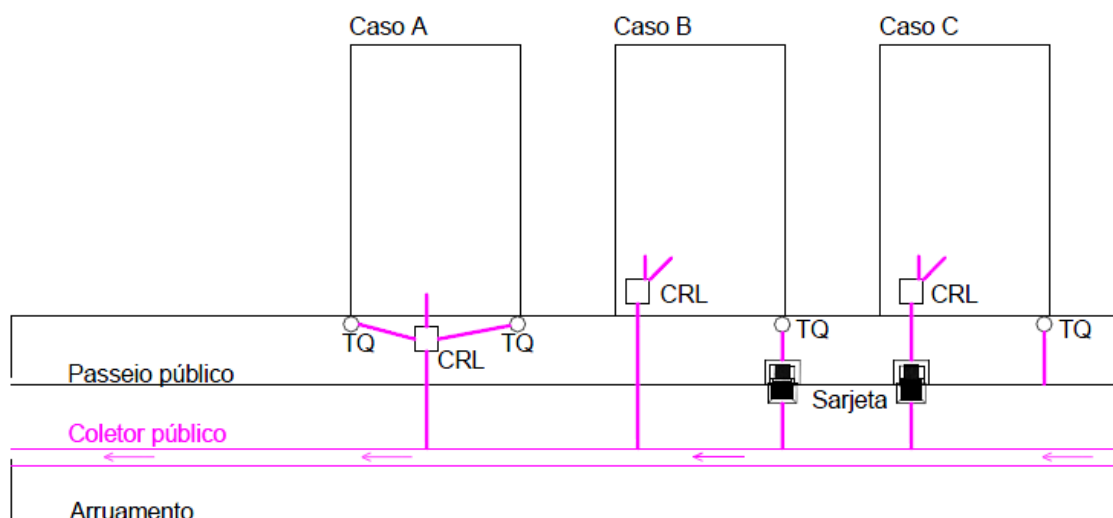 Caso A
Caso B
Caso C
CRL
CRL
TQ
TQ
CRL
TQ
TQ
Passeio público
Sarjeta
Coletor público
Arruamento